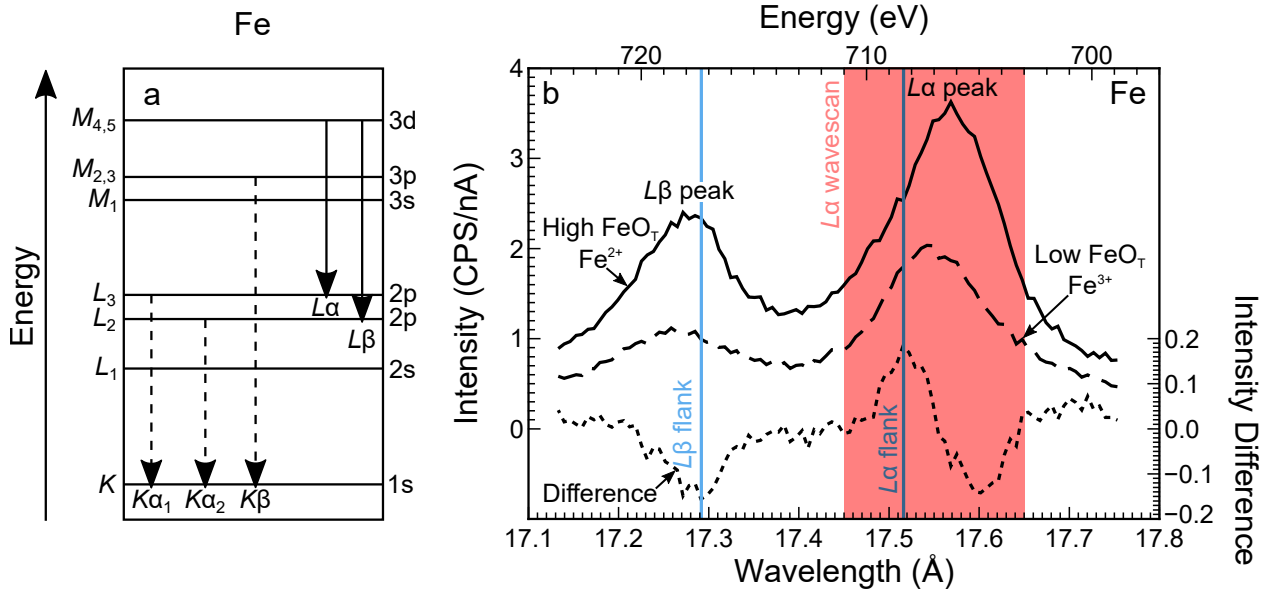 Fe
a
Energy
M4,5
M2,3
M1
L3
L2
L1
K
3d
3p
3s
2p
2p
2s
1s
Lα
Lβ
Kα1
Kα2
Kβ
Energy (eV)
720
708
700
b
Fe
4
3
2
1
0
Intensity (CPS/nA)
Lα peak
Lα wavescan
Lβ peak
High FeOT
Fe2+
Low FeOT
Fe3+
Lβ flank
Lα flank
Difference
0.2
0.1
0.0
−0.1
−0.2
Intensity Difference
17.1
17.2
17.3
17.4
17.5
17.6
17.7
17.8
Wavelength (Å)